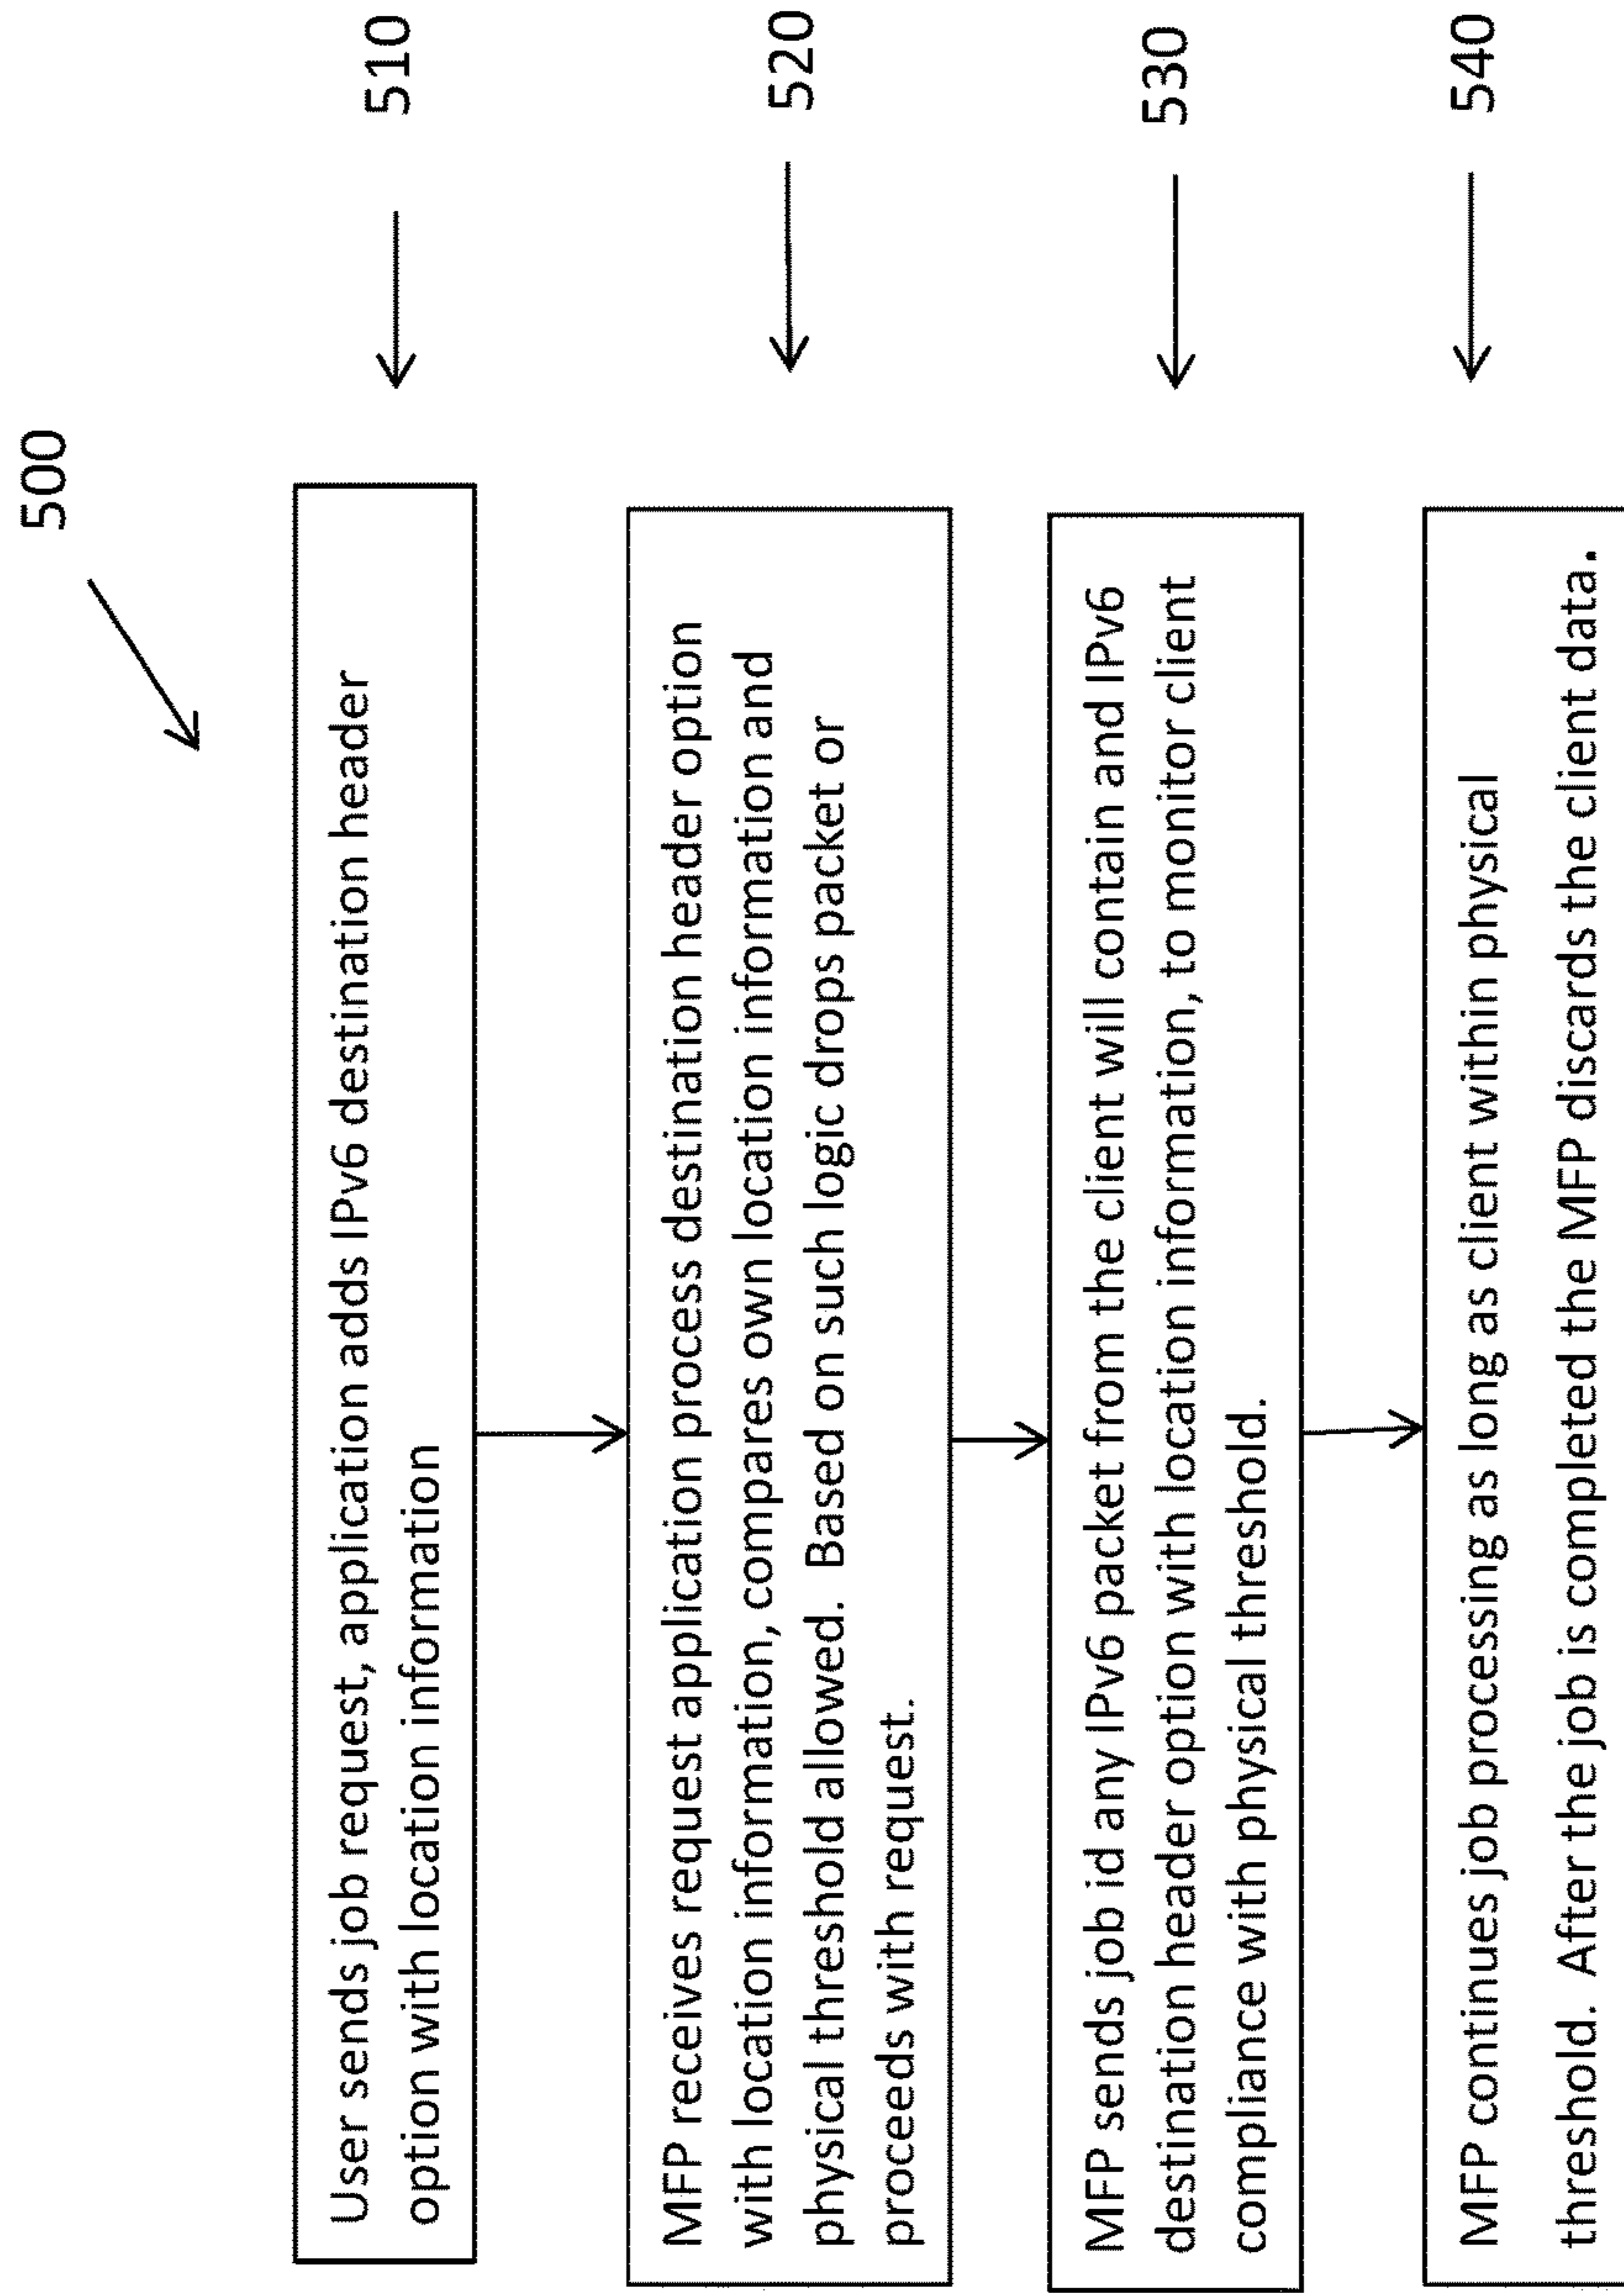 500
User sends job request, application adds IPv6 destination header
option with location information
510
MFP receives request application process destination header option
with location information, compares own location information and
physical threshold allowed. Based on such logic drops packet or
proceeds with request.
520
MFP sends job id any IPv6 packet from the client will contain and IPv6
destination header option with location information, to monitor client
compliance with physical threshold.
530
MFP continues job processing as long as client within physical
threshold. After the job is completed the MFP discards the client data.
540